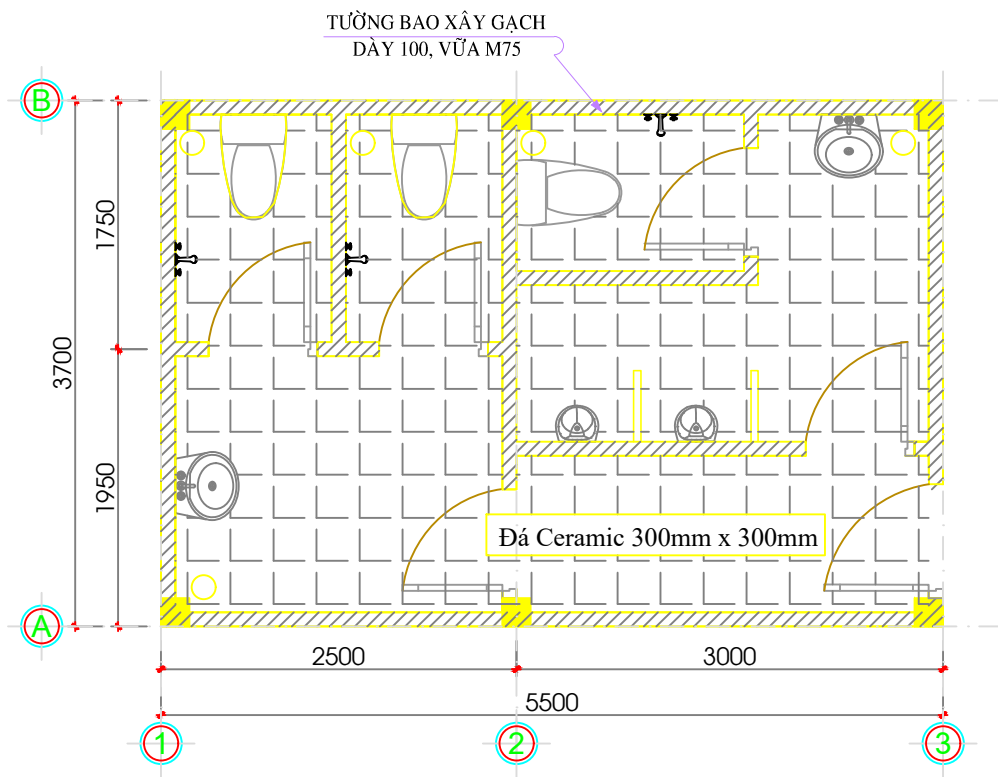 TƯỜNG BAO XÂY GẠCH
DÀY 100, VỮA M75
B
1750
3700
1950
Đá Ceramic 300mm x 300mm
A
2500
3000
5500
1
2
3